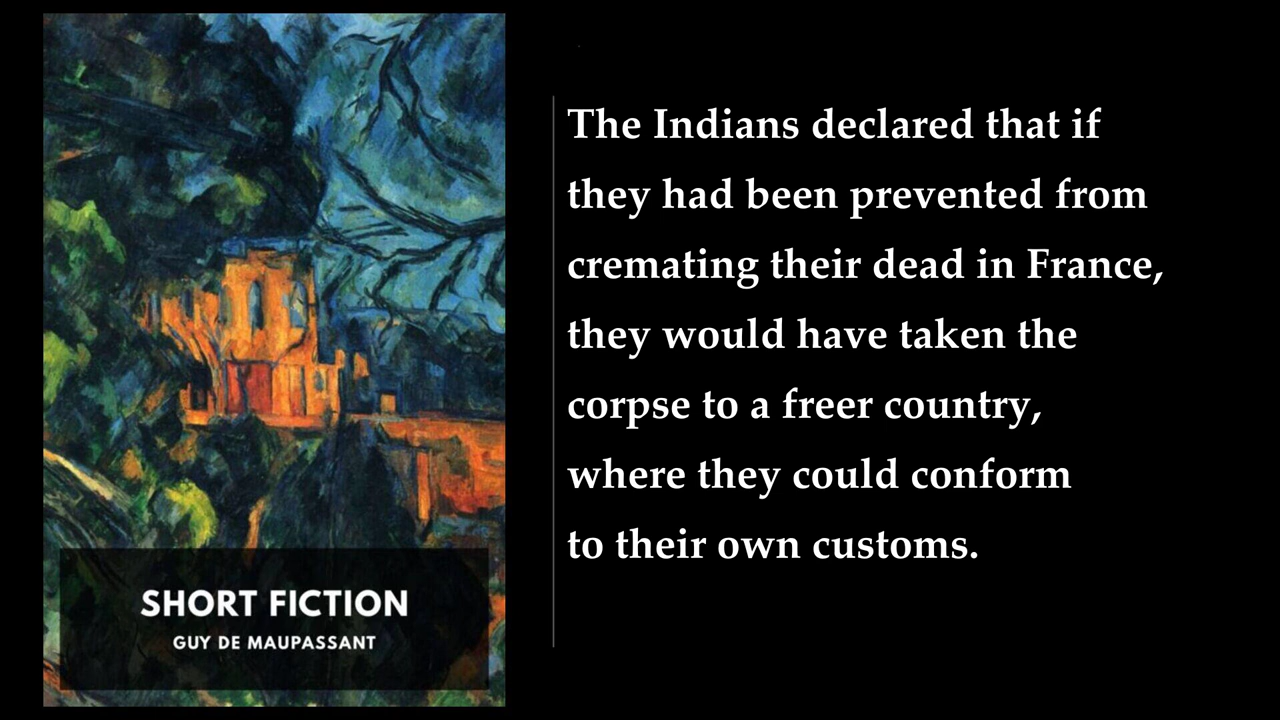 The Indians declared that if
they had been prevented from
cremating their dead in France,
they would have taken the
corpse to a freer country,
where they could conform
to their own customs.
SHORT FICTION
GUY DE MAUPASSANT